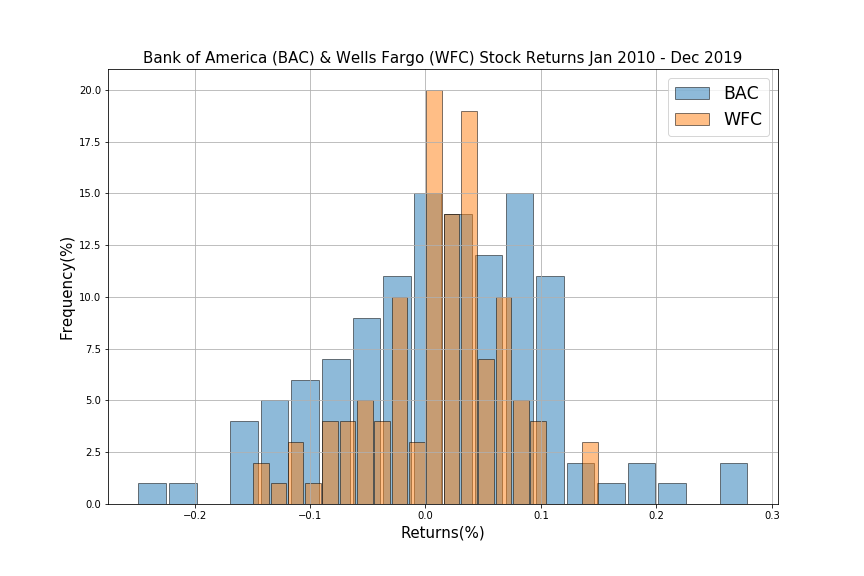 Bank of America (BAC) & Wells Fargo (WFC) Stock Returns Jan 2010 - Dec 2019
BAC
WFC
Frequency(%)
20.0
17.5
15.0
12.5
10.0
7.5
5.0
2.5
0.0
−0.2 −0.1 0.0 0.1 0.2 0.3
Returns(%)